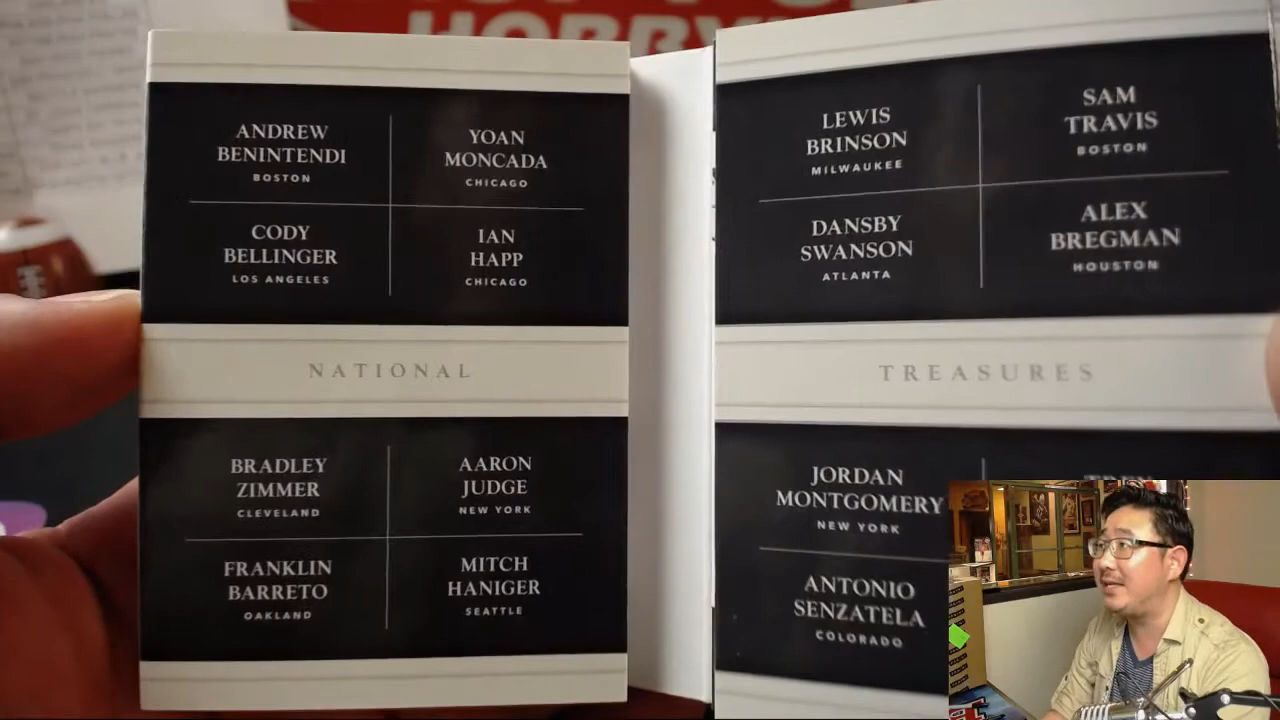 HOBBY
ANDREW
BENINTENDI
BOSTON
YOAN
MONCADA
CHICAGO
CODY
BELLINGER
LOS ANGELES
IAN
HAPP
CHICAGO
NATIONAL
BRADLEY
ZIMMER
CLEVELAND
AARON
JUDGE
NEW YORK
FRANKLIN
BARRETO
OAKLAND
MITCH
HANIGER
SEATTLE
LEWIS
BRINSON
MILWAUKEE
SAM
TRAVIS
BOSTON
DANSBY
SWANSON
ATLANTA
ALEX
BREGMAN
HOUSTON
TREASURES
JORDAN
MONTGOMERY
NEW YORK
ANTONIO
SENZATELA
COLORADO